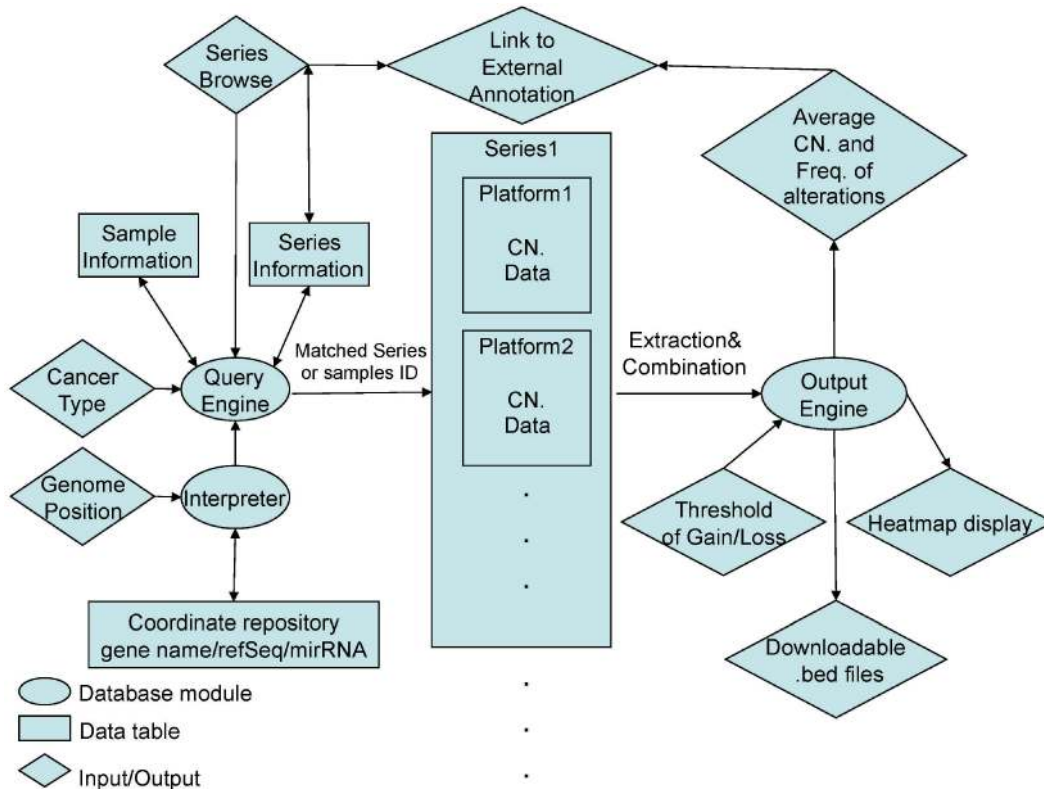 Series
Browse
Link to
External
Annotation
Average
CN. and
Freq. of
alterations
Series1
Platform1
CN.
Data
Sample
Information
Series
Information
Platform2
CN.
Data
Matched Series
or samples ID
Extraction&
Combination
Cancer
Type
Query
Engine
Output
Engine
Genome
Position
Interpreter
Threshold
of Gain/Loss
Heatmap display
Coordinate repository
gene name/refSeq/mirRNA
Downloadable
.bed files
Database module
Data table
Input/Output